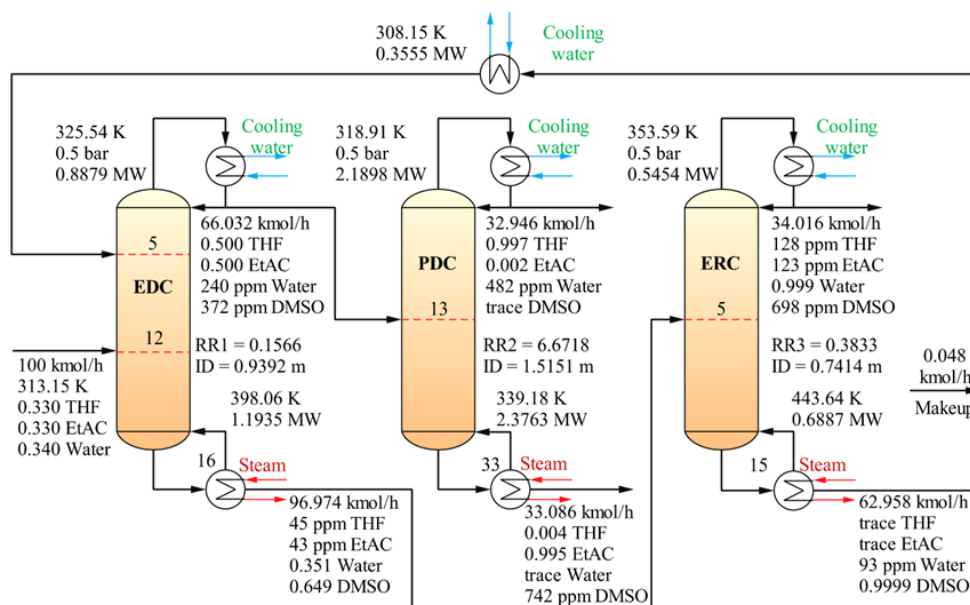 308.15 K
0.3555 MW
Cooling
water
325.54 K
0.5 bar
0.8879 MW
Cooling
water
66.032 kmol/h
0.500 THF
0.500 EtAC
240 ppm Water
372 ppm DMSO
5
EDC
12
RR1 = 0.1566
ID = 0.9392 m
100 kmol/h
313.15 K
0.330 THF
0.330 EtAC
0.340 Water
398.06 K
1.1935 MW
16
Steam
96.974 kmol/h
45 ppm THF
43 ppm EtAC
0.351 Water
0.649 DMSO
318.91 K
0.5 bar
2.1898 MW
Cooling
water
32.946 kmol/h
0.997 THF
0.002 EtAC
482 ppm Water
trace DMSO
PDC
13
RR2 = 6.6718
ID = 1.5151 m
339.18 K
2.3763 MW
33
Steam
33.086 kmol/h
0.004 THF
0.995 EtAC
trace Water
742 ppm DMSO
353.59 K
0.5 bar
0.5454 MW
Cooling
water
34.016 kmol/h
128 ppm THF
123 ppm EtAC
0.999 Water
698 ppm DMSO
ERC
5
RR3 = 0.3833
ID = 0.7414 m
443.64 K
0.6887 MW
15
Steam
62.958 kmol/h
trace THF
trace EtAC
93 ppm Water
0.9999 DMSO
0.048
kmol/h
Makeup